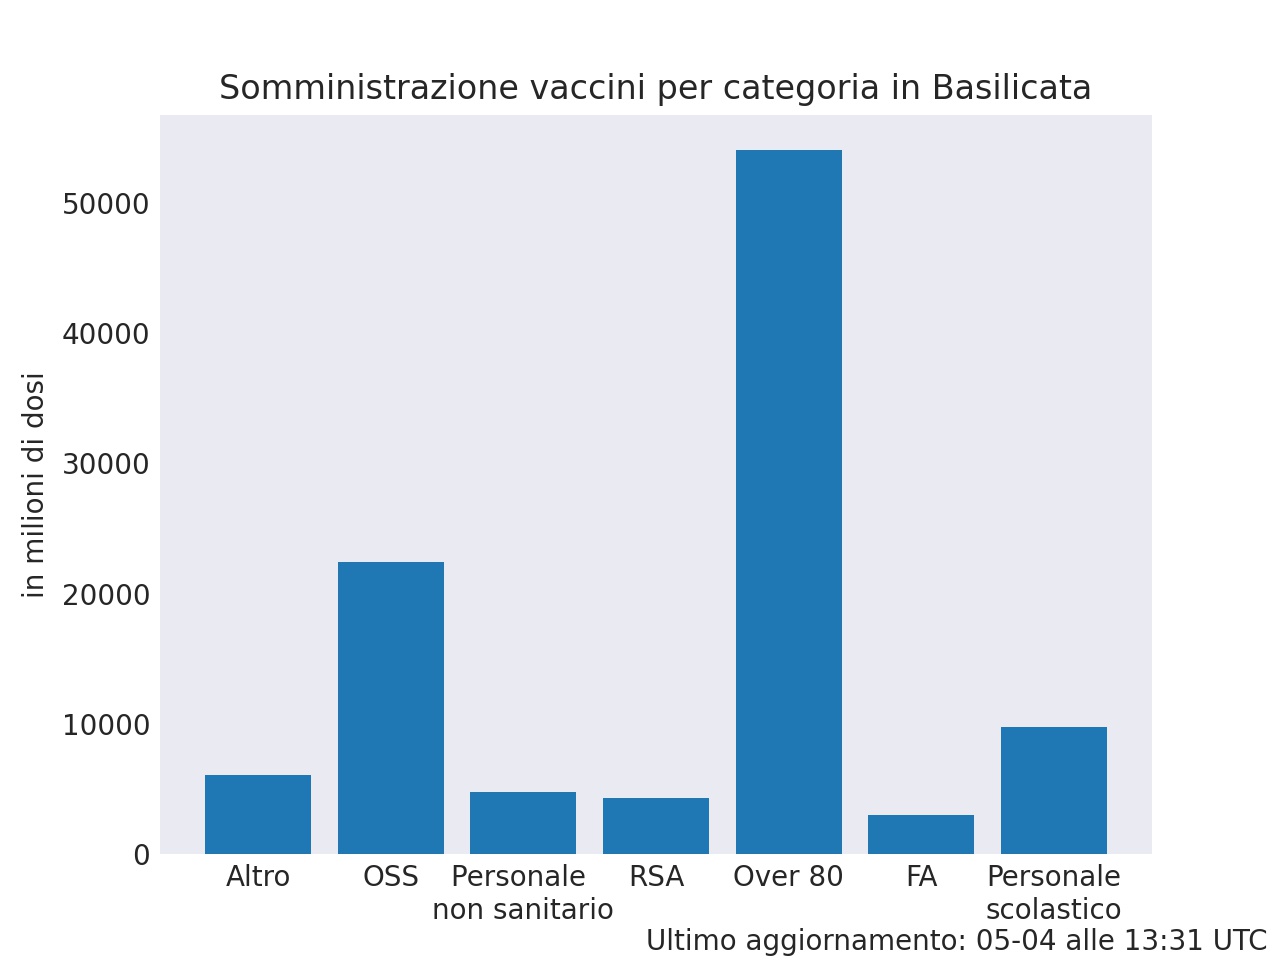 Somministrazione vaccini per categoria in Basilicata
in milioni di dosi
50000
40000
30000
20000
10000
0
Altro
OSS
Personale
non sanitario
RSA
Over 80
FA
Personale
scolastico
Ultimo aggiornamento: 05-04 alle 13:31 UTC